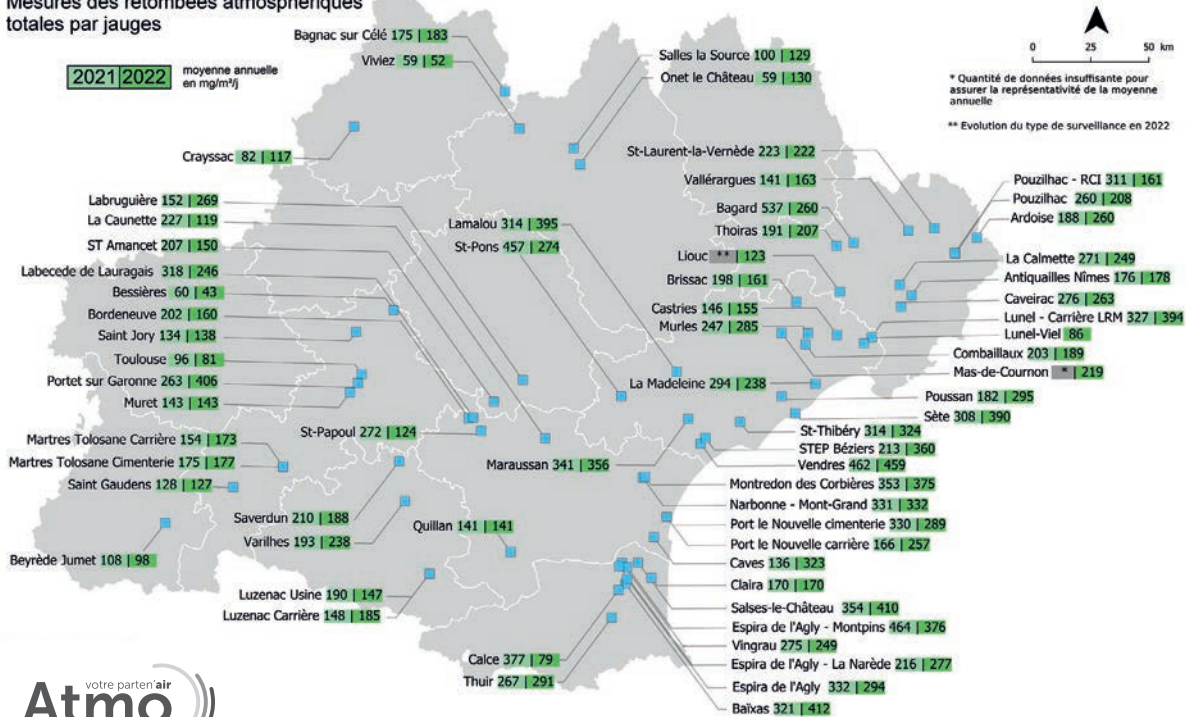 Mesures des retombées atmosphériques
totales par jauges
2021 | 2022 moyenne annuelle
en mg/m²/j
0 25 50 km
* Quantité de données insuffisante pour
assurer la représentativité de la moyenne
annuelle
** Evolution du type de surveillance en 2022
Bagnac sur Célé 175 | 183
Viviez 59 | 52
Crayssac 82 | 117
Salles la Source 100 | 129
Onet le Château 59 | 130
St-Laurent-la-Vernède 223 | 222
Vallérargues 141 | 163
Bagard 537 | 260
Thoiras 191 | 207
Liouc ** | 123
Brissac 198 | 161
Castries 146 | 155
Murles 247 | 285
La Madeleine 294 | 238
Pouzilhac - RCI 311 | 161
Pouzilhac 260 | 208
Ardoise 188 | 260
La Calmette 271 | 249
Antiquailles Nîmes 176 | 178
Caveirac 276 | 263
Lunel - Carrière LRM 327 | 394
Lunel-Viel 86
Combaillaux 203 | 189
Mas-de-Cournon * | 219
Poussan 182 | 295
Sète 308 | 390
St-Thibéry 314 | 324
STEP Béziers 213 | 360
Vendres 462 | 459
Montredon des Corbières 353 | 375
Narbonne - Mont-Grand 331 | 332
Port le Nouvelle cimenterie 330 | 289
Port le Nouvelle carrière 166 | 257
Caves 136 | 323
Claira 170 | 170
Salses-le-Château 354 | 410
Espira de l'Agly - Montpins 464 | 376
Vingrau 275 | 249
Espira de l'Agly - La Narède 216 | 277
Espira de l'Agly 332 | 294
Baïxas 321 | 412
Labruguière 152 | 269
La Caunette 227 | 119
ST Amancet 207 | 150
Labecede de Lauragais 318 | 246
Bessières 60 | 43
Bordeneuve 202 | 160
Saint Jory 134 | 138
Toulouse 96 | 81
Portet sur Garonne 263 | 406
Muret 143 | 143
Lamalou 314 | 395
St-Pons 457 | 274
St-Papoul 272 | 124
Maraussan 341 | 356
Martres Tolosane Carrière 154 | 173
Martres Tolosane Cimenterie 175 | 177
Saint Gaudens 128 | 127
Beyrède Jumet 108 | 98
Saverdun 210 | 188
Varilhes 193 | 238
Quillan 141 | 141
Luzenac Usine 190 | 147
Luzenac Carrière 148 | 185
Calce 377 | 79
Thuir 267 | 291
votre parten'air
Atmo